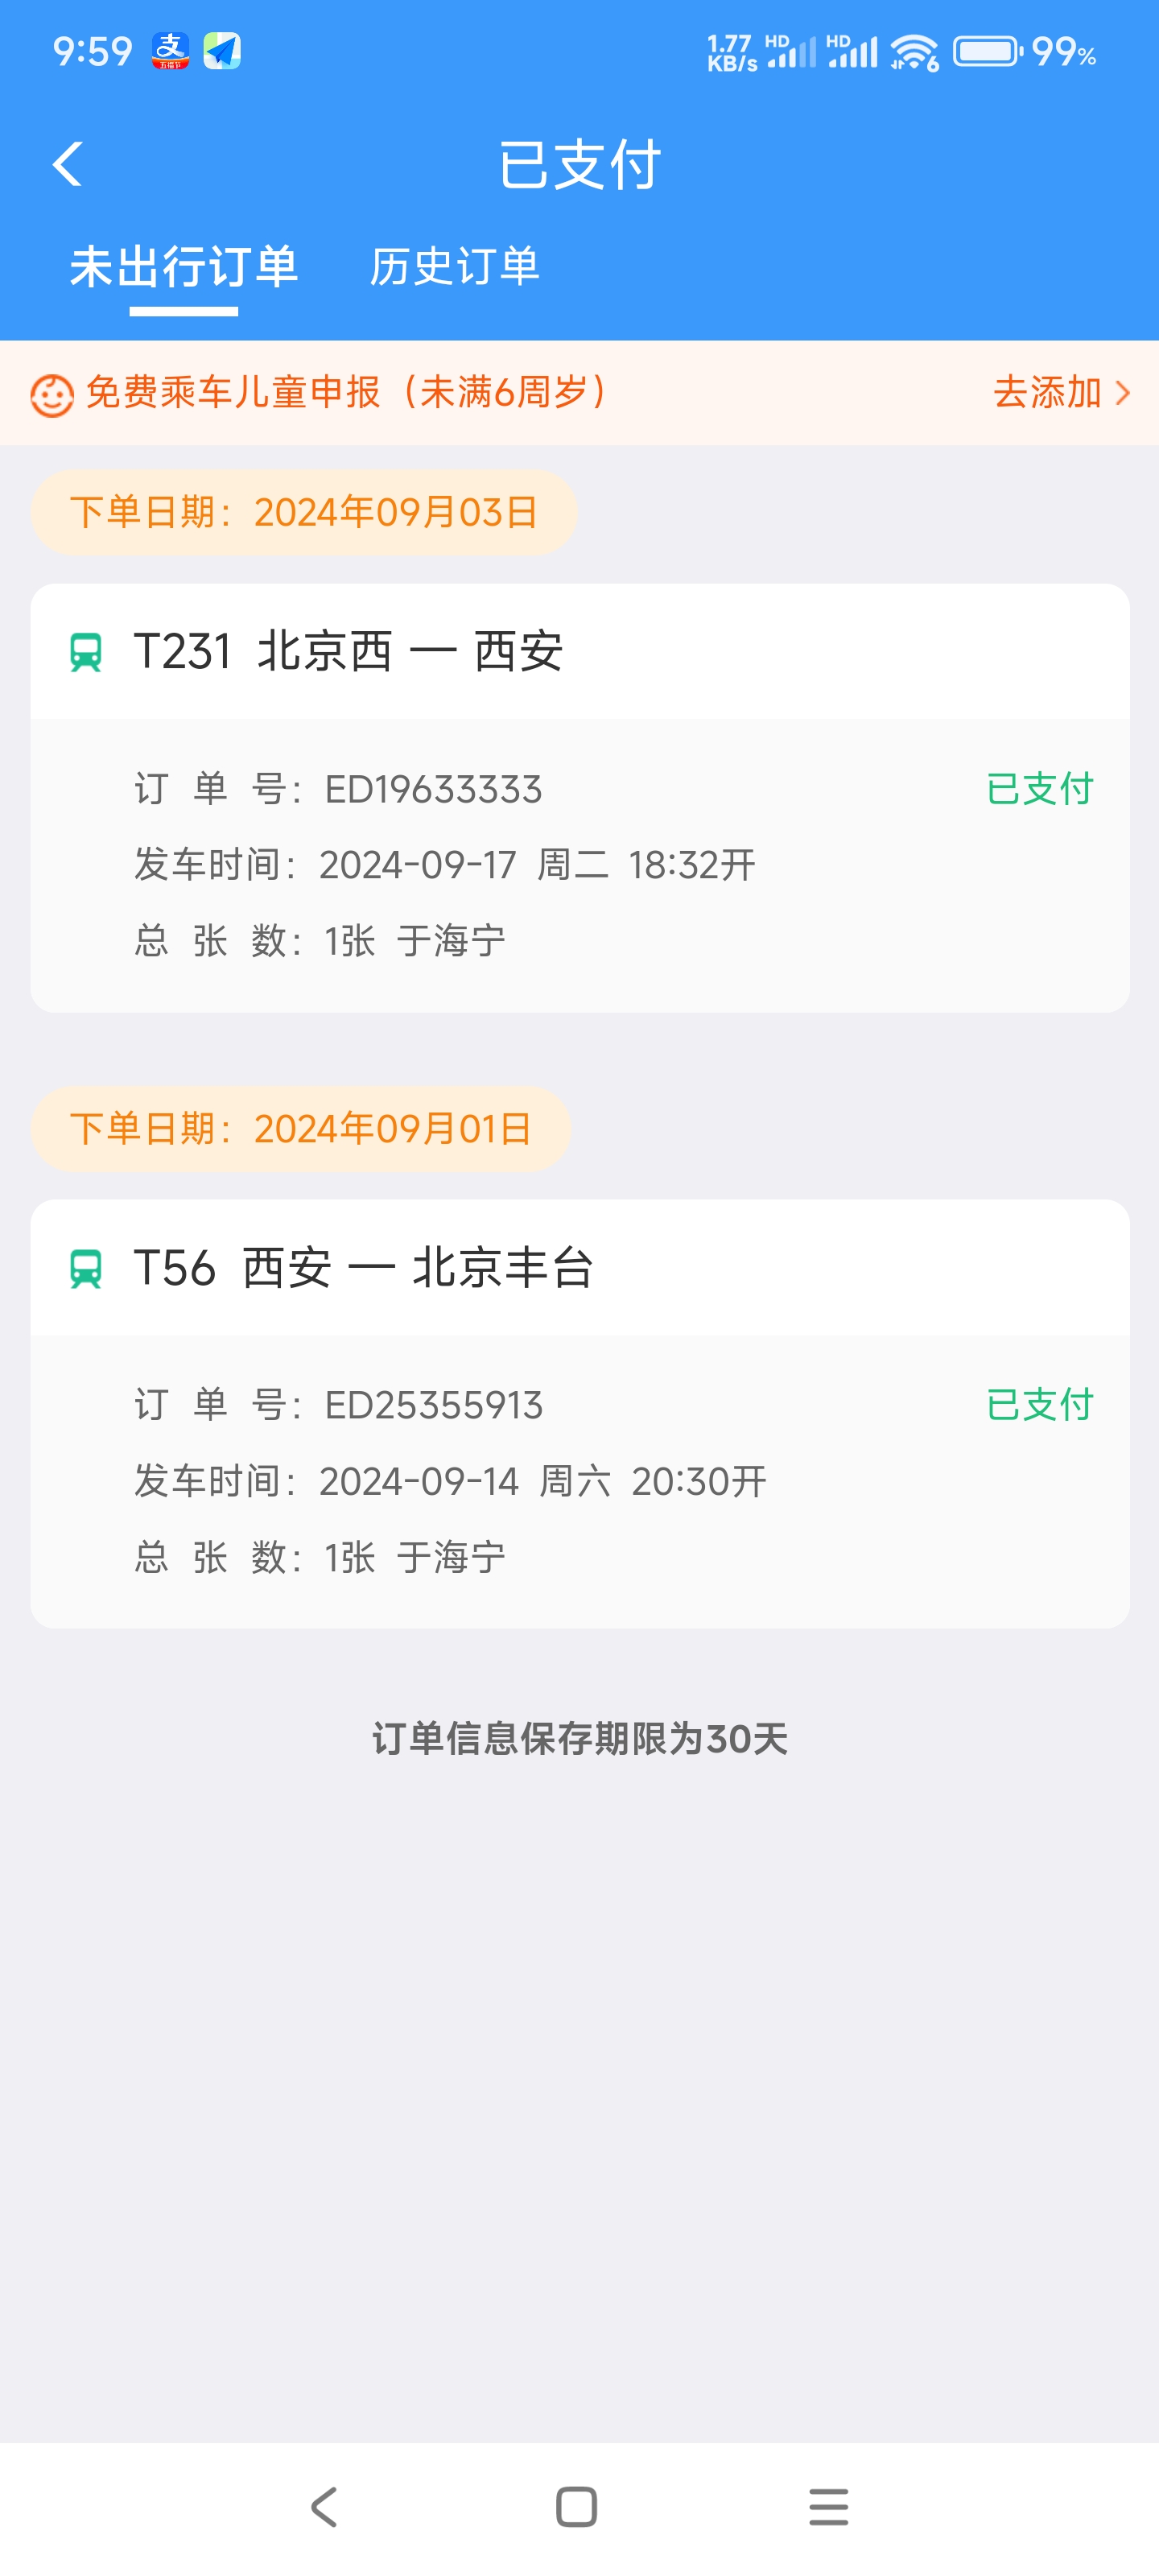 9:59 支 五福节 1.77 KB/s HD HD 6 99%
已支付
未出行订单 历史订单
免费乘车儿童申报（未满6周岁） 去添加
下单日期：2024年09月03日
T231 北京西 — 西安
订单号：ED19633333 已支付
发车时间：2024-09-17 周二 18:32开
总张数：1张 于海宁
下单日期：2024年09月01日
T56 西安 — 北京丰台
订单号：ED25355913 已支付
发车时间：2024-09-14 周六 20:30开
总张数：1张 于海宁
订单信息保存期限为30天